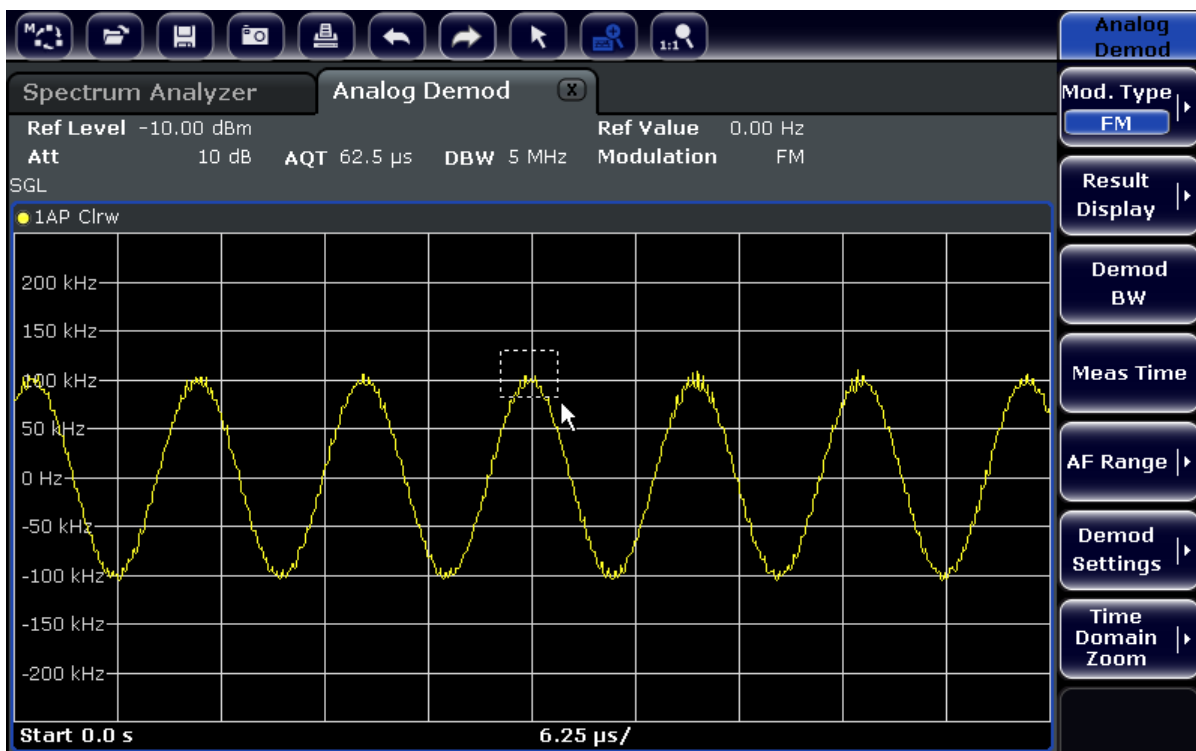 M
1:1
Analog
Demod
Spectrum Analyzer
Analog Demod
X
Mod. Type
FM
Ref Level -10.00 dBm
Ref Value 0.00 Hz
Att 10 dB AQT 62.5 µs DBW 5 MHz Modulation FM
SGL
Result
Display
1AP Clrw
200 kHz
150 kHz
100 kHz
50 kHz
0 Hz
-50 kHz
-100 kHz
-150 kHz
-200 kHz
Demod
BW
Meas Time
AF Range
Demod
Settings
Time
Domain
Zoom
Start 0.0 s
6.25 µs/